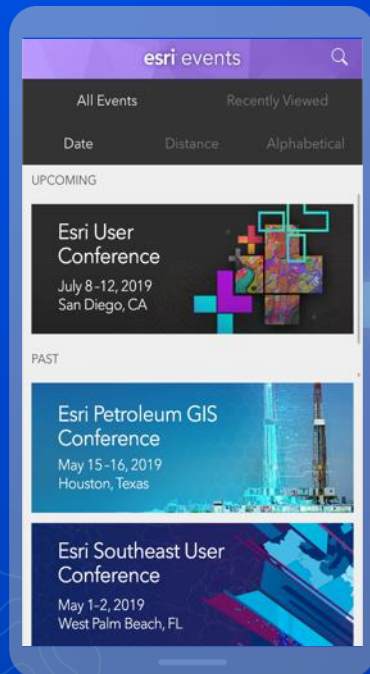 esri events
All Events Recently Viewed
Date Distance Alphabetical
UPCOMING
Esri User
Conference
July 8-12, 2019
San Diego, CA
PAST
Esri Petroleum GIS
Conference
May 15-16, 2019
Houston, Texas
Esri Southeast User
Conference
May 1-2, 2019
West Palm Beach, FL